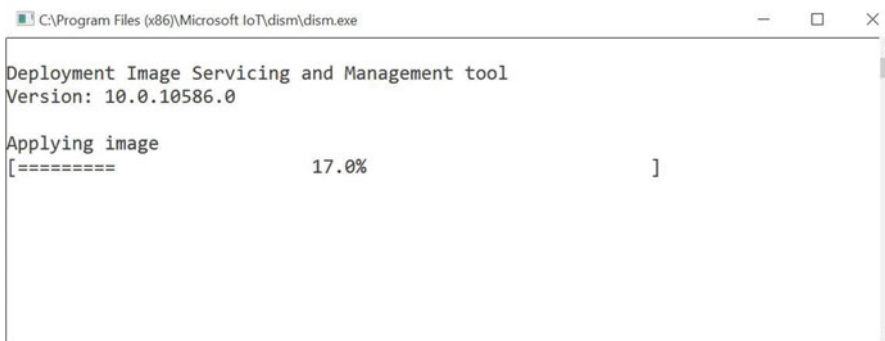 C:\Program Files (x86)\Microsoft IoT\dism\dism.exe
Deployment Image Servicing and Management tool
Version: 10.0.10586.0
Applying image
[========= 17.0% ]